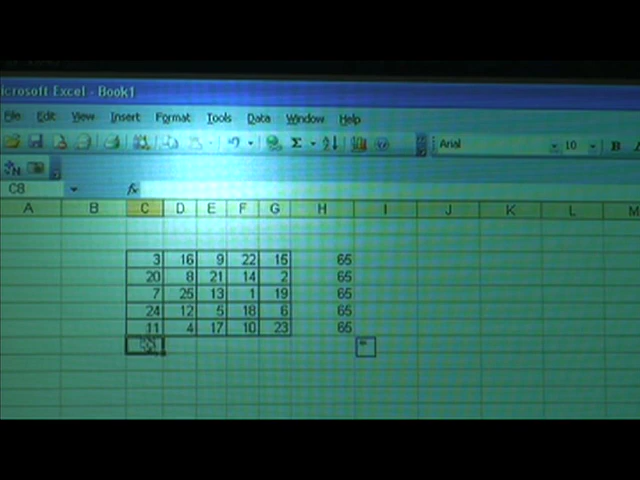 icrosoft Excel - Book1
File Edit View Insert Format Tools Data Window Help
Σ Arial 10 B
C8 fx
A B C D E F G H I J K L M
3 16 9 22 15 65
20 8 21 14 2 65
7 25 13 1 19 65
24 12 5 18 6 65
11 4 17 10 23 65